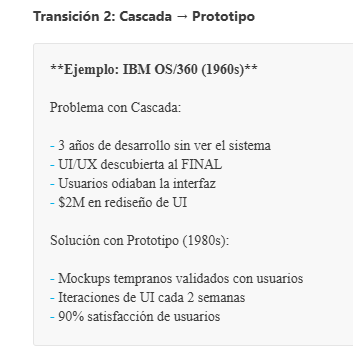 Transición 2: Cascada → Prototipo
**Ejemplo: IBM OS/360 (1960s)**
Problema con Cascada:
- 3 años de desarrollo sin ver el sistema
- UI/UX descubierta al FINAL
- Usuarios odiaban la interfaz
- $2M en rediseño de UI
Solución con Prototipo (1980s):
- Mockups tempranos validados con usuarios
- Iteraciones de UI cada 2 semanas
- 90% satisfacción de usuarios